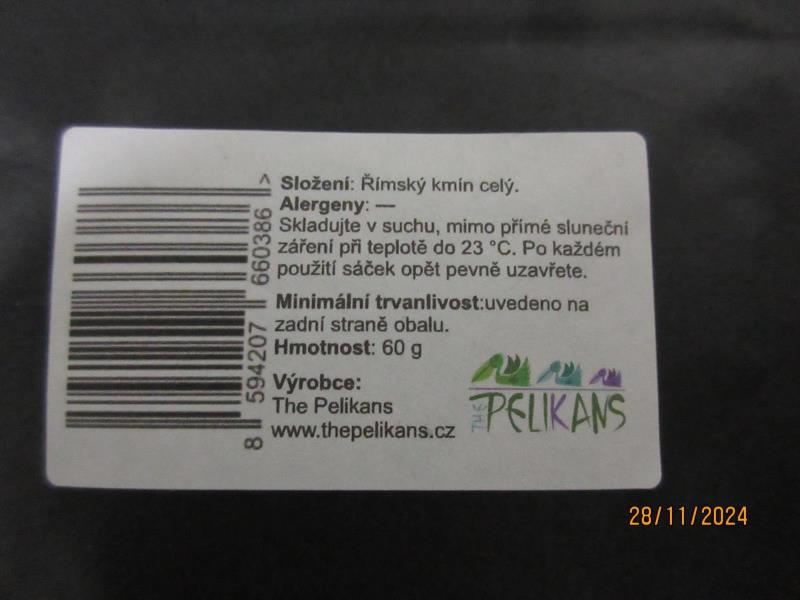 Složení: Římský kmín celý.
Alergeny: —
Skladujte v suchu, mimo přímé sluneční
záření při teplotě do 23 °C. Po každém
použití sáček opět pevně uzavřete.
Minimální trvanlivost:uvedeno na
zadní straně obalu.
Hmotnost: 60 g
Výrobce:
The Pelikans
www.thepelikans.cz
8 594207 660386 >
THE PELIKANS
28/11/2024